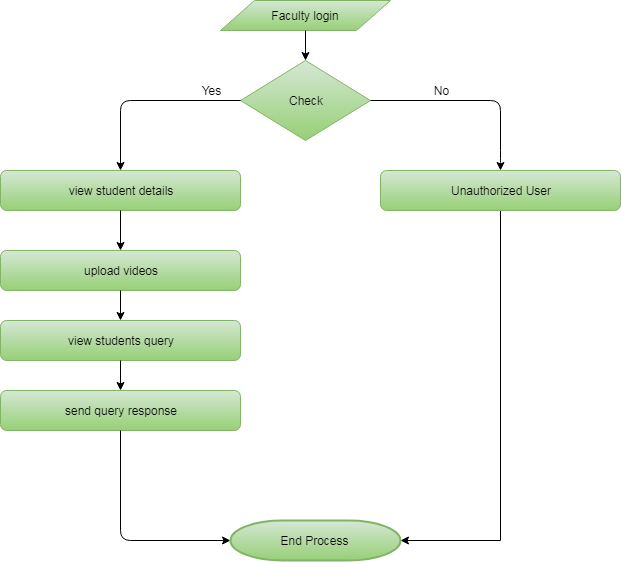 Faculty login
Check
Yes
No
view student details
Unauthorized User
upload videos
view students query
send query response
End Process